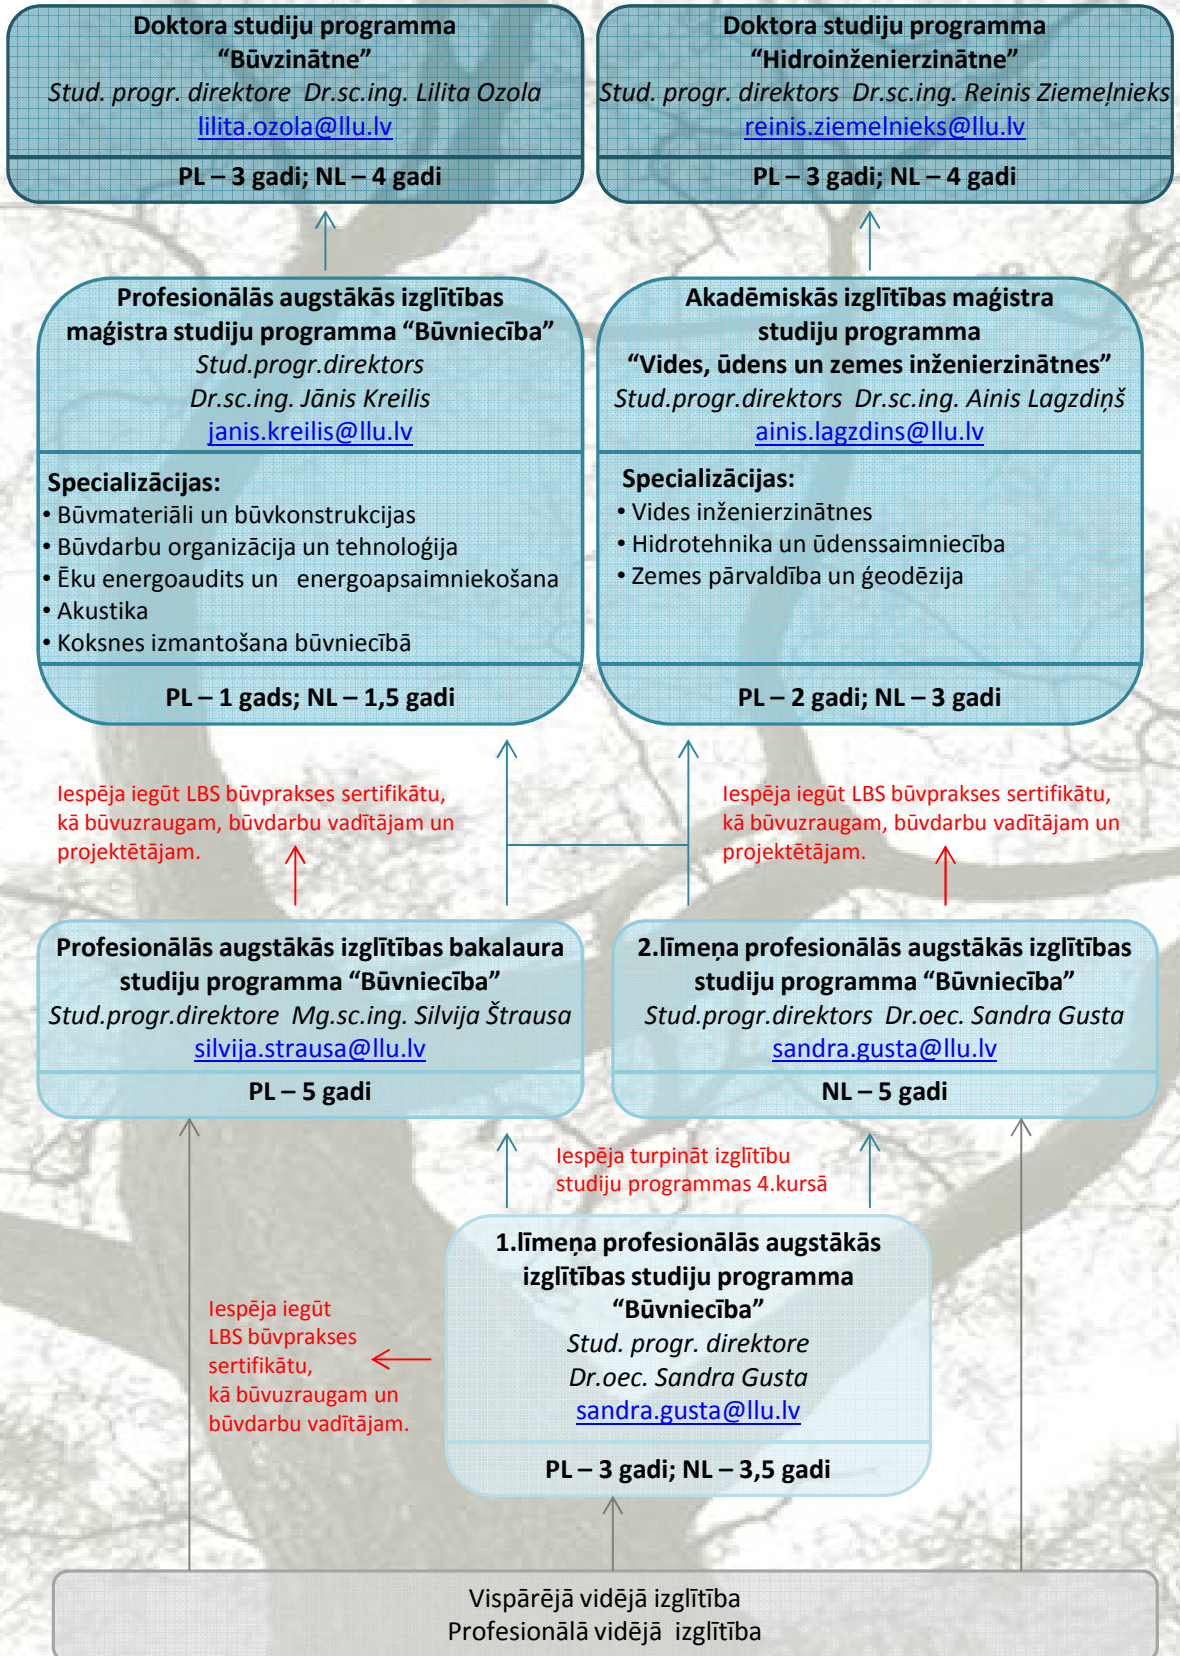 Doktora studiju programma
“Būvzinātne”
Stud. progr. direktore Dr.sc.ing. Lilita Ozola
lilita.ozola@llu.lv
PL – 3 gadi; NL – 4 gadi
Doktora studiju programma
“Hidroinženierzinātne”
Stud. progr. direktors Dr.sc.ing. Reinis Ziemeļnieks
reinis.ziemelnieks@llu.lv
PL – 3 gadi; NL – 4 gadi
Profesionālās augstākās izglītības
maģistra studiju programma “Būvniecība”
Stud.progr.direktors
Dr.sc.ing. Jānis Kreilis
janis.kreilis@llu.lv
Specializācijas:
• Būvmateriāli un būvkonstrukcijas
• Būvdarbu organizācija un tehnoloģija
• Ēku energoaudits un energoapsaimniekošana
• Akustika
• Koksnes izmantošana būvniecībā
PL – 1 gads; NL – 1,5 gadi
Akadēmiskās izglītības maģistra
studiju programma
“Vides, ūdens un zemes inženierzinātnes”
Stud.progr.direktors Dr.sc.ing. Ainis Lagzdiņš
ainis.lagzdins@llu.lv
Specializācijas:
• Vides inženierzinātnes
• Hidrotehnika un ūdenssaimniecība
• Zemes pārvaldība un ģeodēzija
PL – 2 gadi; NL – 3 gadi
Iespēja iegūt LBS būvprakses sertifikātu,
kā būvuzraugam, būvdarbu vadītājam un
projektētājam.
Iespēja iegūt LBS būvprakses sertifikātu,
kā būvuzraugam, būvdarbu vadītājam un
projektētājam.
Profesionālās augstākās izglītības bakalaura
studiju programma “Būvniecība”
Stud.progr.direktore Mg.sc.ing. Silvija Štrausa
silvija.strausa@llu.lv
PL – 5 gadi
2.līmeņa profesionālās augstākās izglītības
studiju programma “Būvniecība”
Stud.progr.direktors Dr.oec. Sandra Gusta
sandra.gusta@llu.lv
NL – 5 gadi
Iespēja turpināt izglītību
studiju programmas 4.kursā
1.līmeņa profesionālās augstākās
izglītības studiju programma
“Būvniecība”
Stud. progr. direktore
Dr.oec. Sandra Gusta
sandra.gusta@llu.lv
PL – 3 gadi; NL – 3,5 gadi
Iespēja iegūt
LBS būvprakses
sertifikātu,
kā būvuzraugam un
būvdarbu vadītājam.
Vispārējā vidējā izglītība
Profesionālā vidējā izglītība